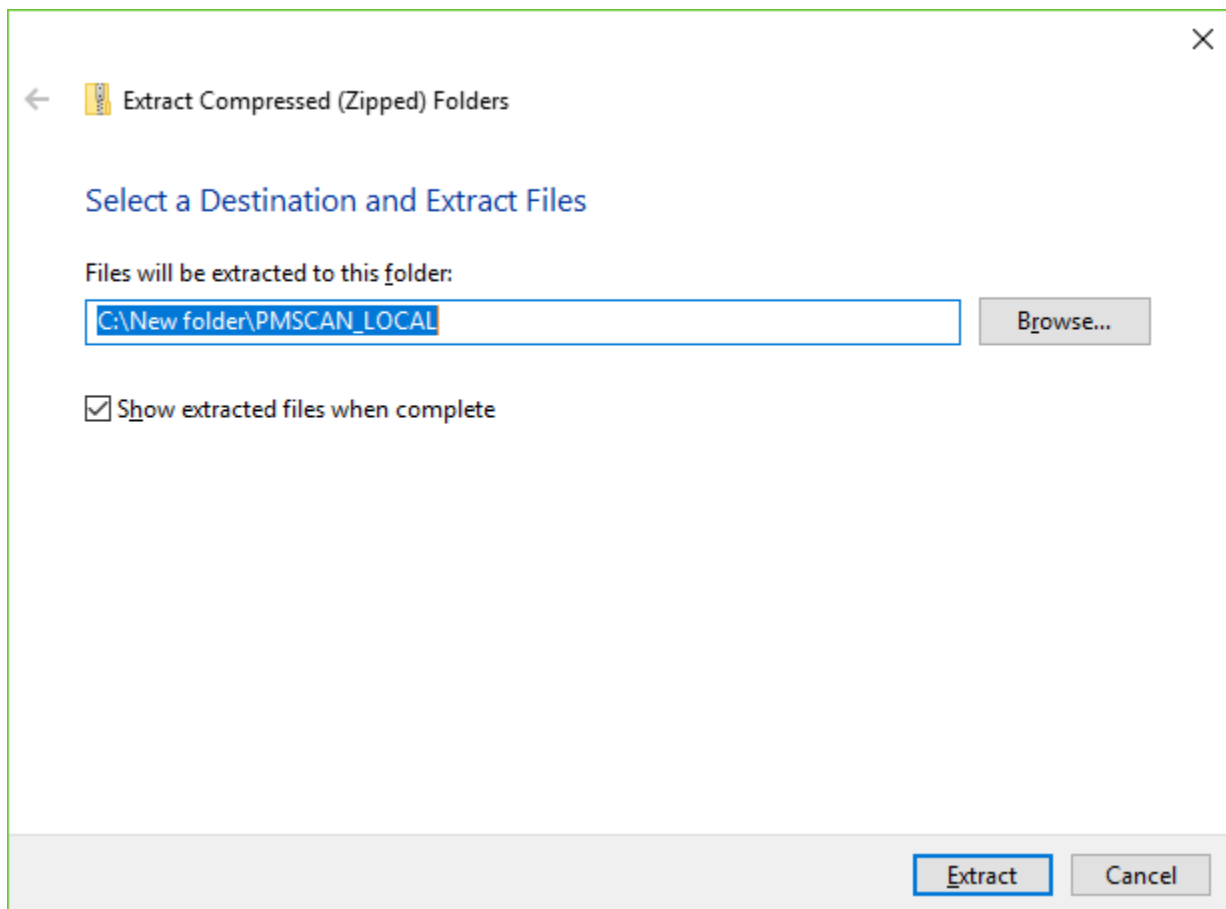 Extract Compressed (Zipped) Folders
Select a Destination and Extract Files
Files will be extracted to this folder:
C:\New folder\PMSCAN_LOCAL
Browse...
Show extracted files when complete
Extract
Cancel